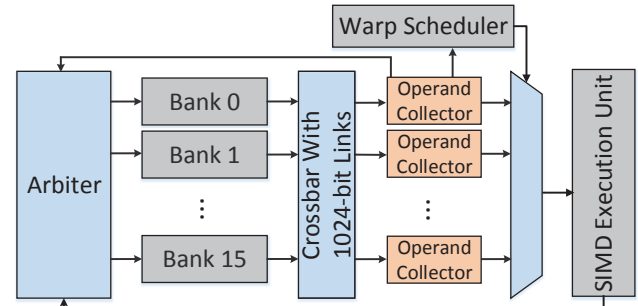 Warp Scheduler
Arbiter
Bank 0
Bank 1
⋮
Bank 15
Crossbar With
1024-bit Links
Operand
Collector
Operand
Collector
⋮
Operand
Collector
SIMD Execution Unit